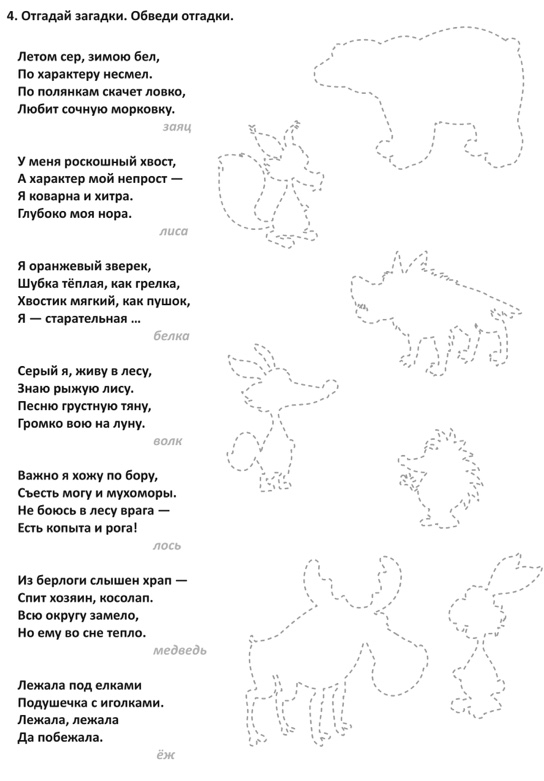 4. Отгадай загадки. Обведи отгадки.
Летом сер, зимою бел,
По характеру несмел.
По полянкам скачет ловко,
Любит сочную морковку.
заяц
У меня роскошный хвост,
А характер мой непрост —
Я коварна и хитра.
Глубоко моя нора.
лиса
Я оранжевый зверек,
Шубка тёплая, как грелка,
Хвостик мягкий, как пушок,
Я — старательная ...
белка
Серый я, живу в лесу,
Знаю рыжую лису.
Песню грустную тяну,
Громко вою на луну.
волк
Важно я хожу по бору,
Съесть могу и мухоморы.
Не боюсь в лесу врага —
Есть копыта и рога!
лось
Из берлоги слышен храп —
Спит хозяин, косолап.
Всю округу замело,
Но ему во сне тепло.
медведь
Лежала под елками
Подушечка с иголками.
Лежала, лежала
Да побежала.
ёж